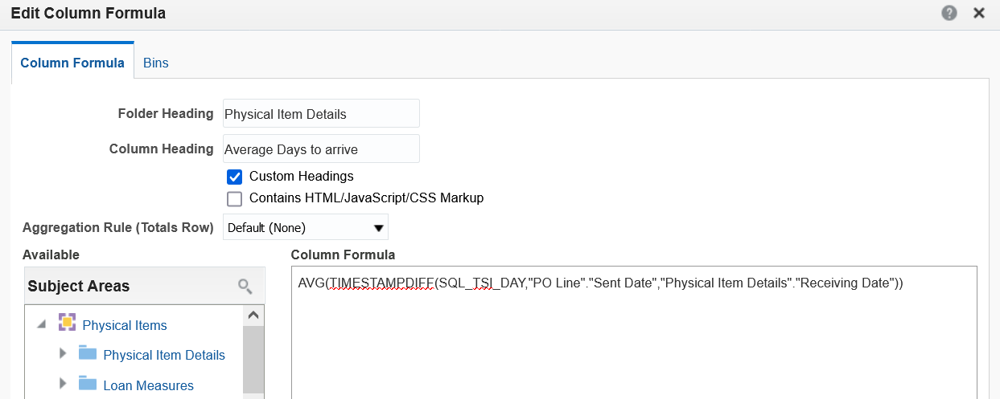 Edit Column Formula
Column Formula
Bins
Folder Heading
Physical Item Details
Column Heading
Average Days to arrive
Custom Headings
Contains HTML/JavaScript/CSS Markup
Aggregation Rule (Totals Row)
Default (None)
Available
Column Formula
Subject Areas
AVG(TIMESTAMPDIFF(SQL_TSI_DAY,"PO Line"."Sent Date","Physical Item Details"."Receiving Date"))
Physical Items
Physical Item Details
Loan Measures